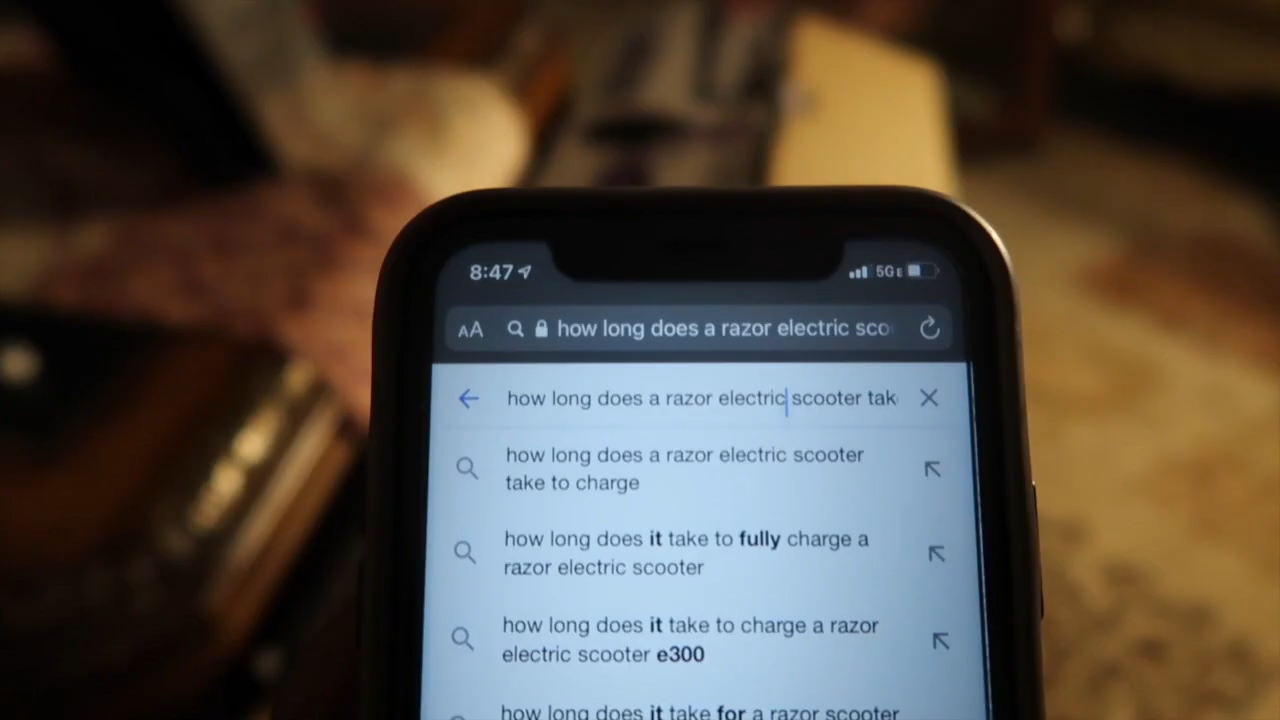 8:47
5GE
AA how long does a razor electric sco
how long does a razor electric scooter tak
how long does a razor electric scooter
take to charge
how long does it take to fully charge a
razor electric scooter
how long does it take to charge a razor
electric scooter e300
how long does it take for a razor scooter